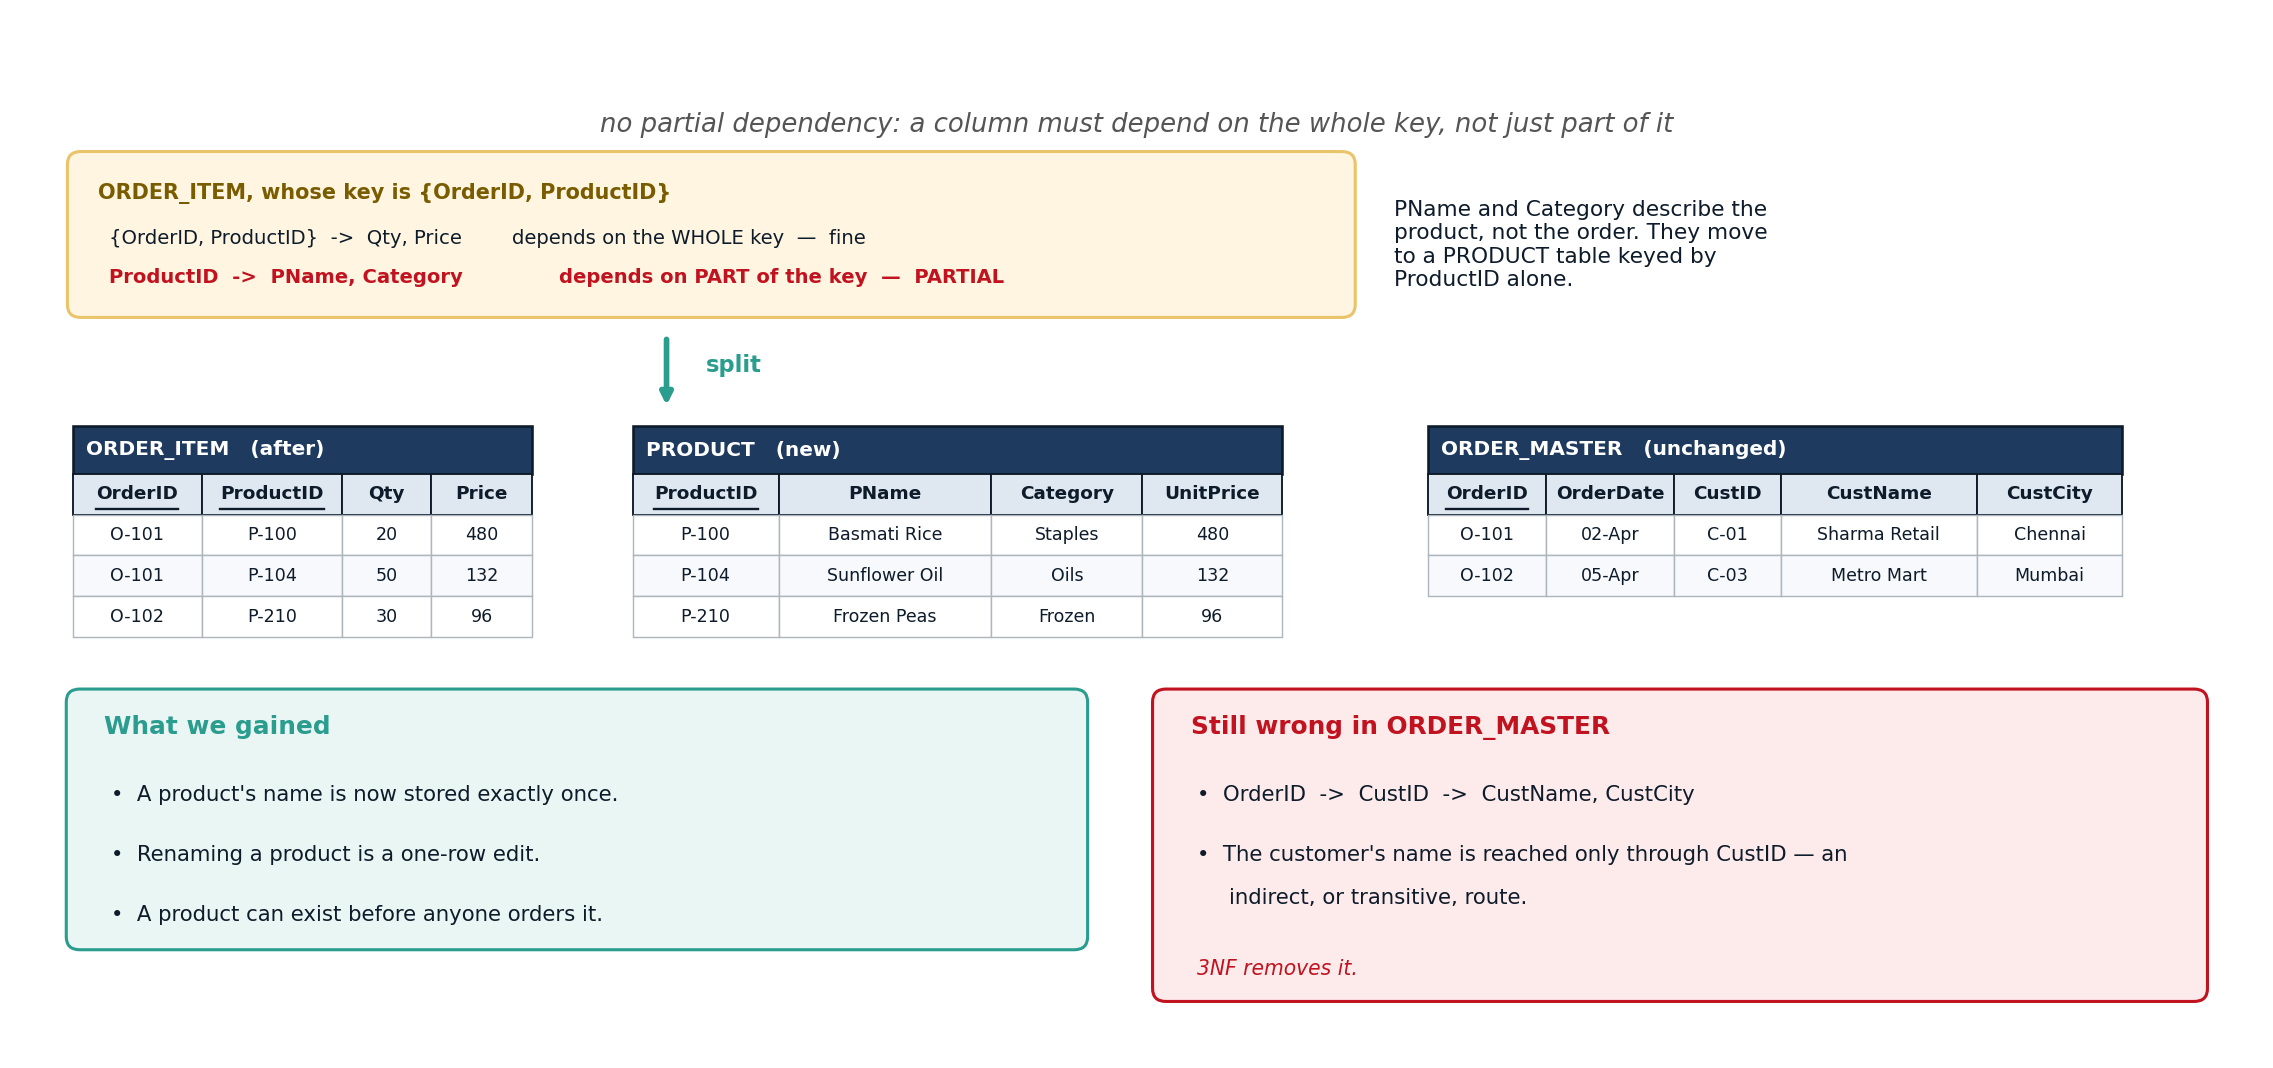 no partial dependency: a column must depend on the whole key, not just part of it
ORDER_ITEM, whose key is {OrderID, ProductID}
{OrderID, ProductID} -> Qty, Price depends on the WHOLE key — fine
ProductID -> PName, Category depends on PART of the key — PARTIAL
PName and Category describe the
product, not the order. They move
to a PRODUCT table keyed by
ProductID alone.
split
ORDER_ITEM (after)
OrderID ProductID Qty Price
O-101 P-100 20 480
O-101 P-104 50 132
O-102 P-210 30 96
PRODUCT (new)
ProductID PName Category UnitPrice
P-100 Basmati Rice Staples 480
P-104 Sunflower Oil Oils 132
P-210 Frozen Peas Frozen 96
ORDER_MASTER (unchanged)
OrderID OrderDate CustID CustName CustCity
O-101 02-Apr C-01 Sharma Retail Chennai
O-102 05-Apr C-03 Metro Mart Mumbai
What we gained
• A product's name is now stored exactly once.
• Renaming a product is a one-row edit.
• A product can exist before anyone orders it.
Still wrong in ORDER_MASTER
• OrderID -> CustID -> CustName, CustCity
• The customer's name is reached only through CustID — an
indirect, or transitive, route.
3NF removes it.